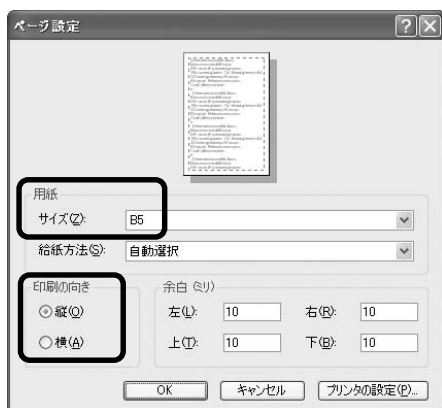 ページ設定
用紙
サイズ(Z): B5
給紙方法(S): 自動選択
印刷の向き
縦(O)
横(A)
余白 (ミリ)
左(L): 10 右(R): 10
上(T): 10 下(B): 10
OK キャンセル プリンタの設定(P)...